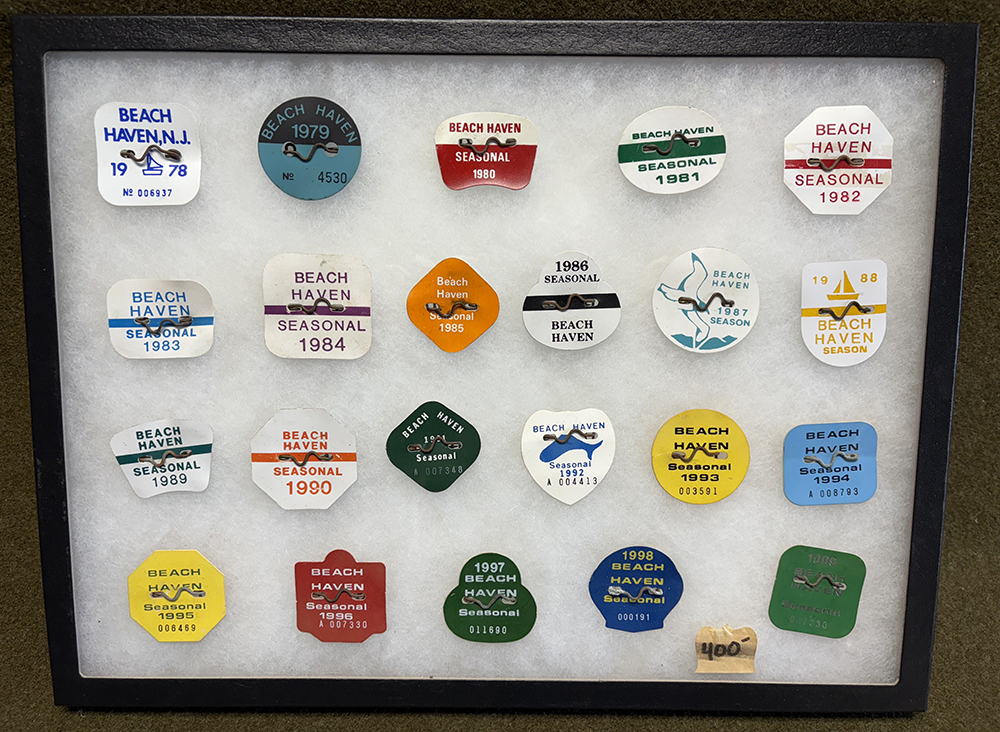 BEACH
HAVEN, N.J.
19 78
Nº 006937
BEACH HAVEN
1979
Nº 4530
BEACH HAVEN
SEASONAL
1980
BEACH HAVEN
SEASONAL
1981
BEACH
HAVEN
SEASONAL
1982
BEACH
HAVEN
SEASONAL
1983
BEACH
HAVEN
SEASONAL
1984
Beach
Haven
Seasonal
1985
1986
SEASONAL
BEACH
HAVEN
BEACH
HAVEN
1987
SEASON
19 88
BEACH
HAVEN
SEASON
BEACH
HAVEN
SEASONAL
1989
BEACH
HAVEN
SEASONAL
1990
BEACH HAVEN
1991
Seasonal
A 007348
BEACH HAVEN
Seasonal
1992
A 004413
BEACH
HAVEN
Seasonal
1993
003591
BEACH
HAVEN
Seasonal
1994
A 008793
BEACH
HAVEN
Seasonal
1995
006469
BEACH
HAVEN
Seasonal
1996
A 007330
1997
BEACH
HAVEN
Seasonal
011690
1998
BEACH
HAVEN
Seasonal
000191
BEACH
HAVEN
Seasonal
400-